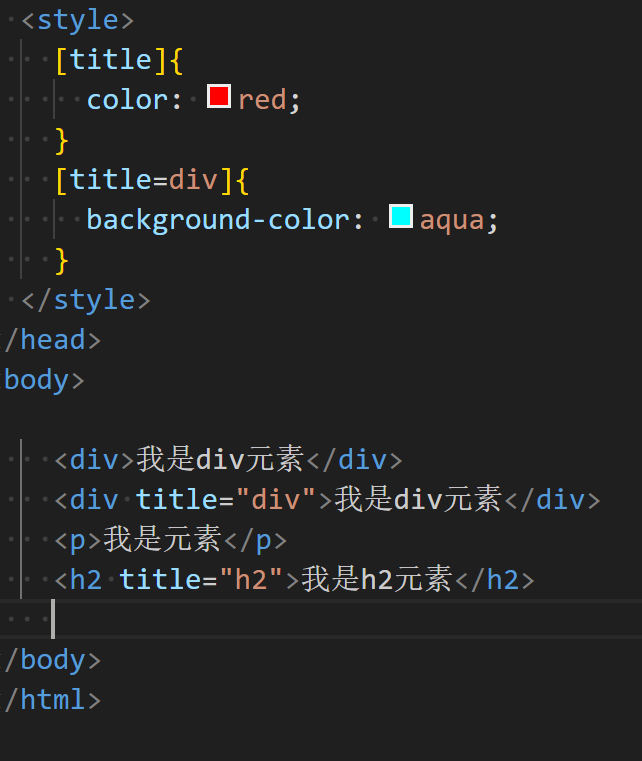 <style>
[title]{
color: red;
}
[title=div]{
background-color: aqua;
}
</style>
/head>
body>
<div>我是div元素</div>
<div title="div">我是div元素</div>
<p>我是元素</p>
<h2 title="h2">我是h2元素</h2>
/body>
/html>